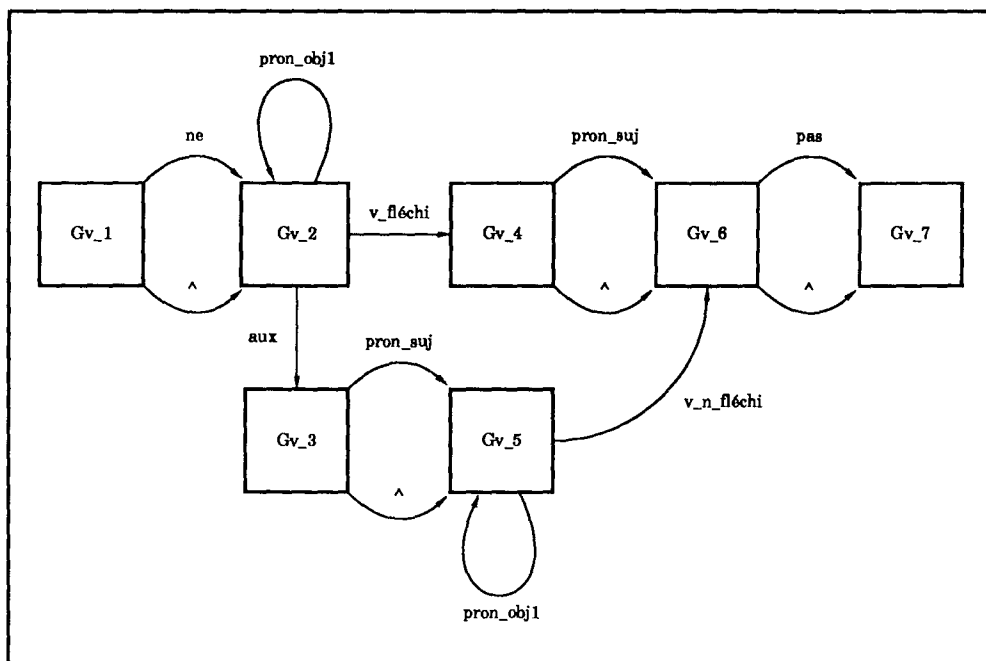 pron_obj1
ne
pron_suj
pas
Gv_1
Gv_2
v_fléchi
Gv_4
Gv_6
Gv_7
^
^
^
aux
pron_suj
v_n_fléchi
Gv_3
Gv_5
^
pron_obj1